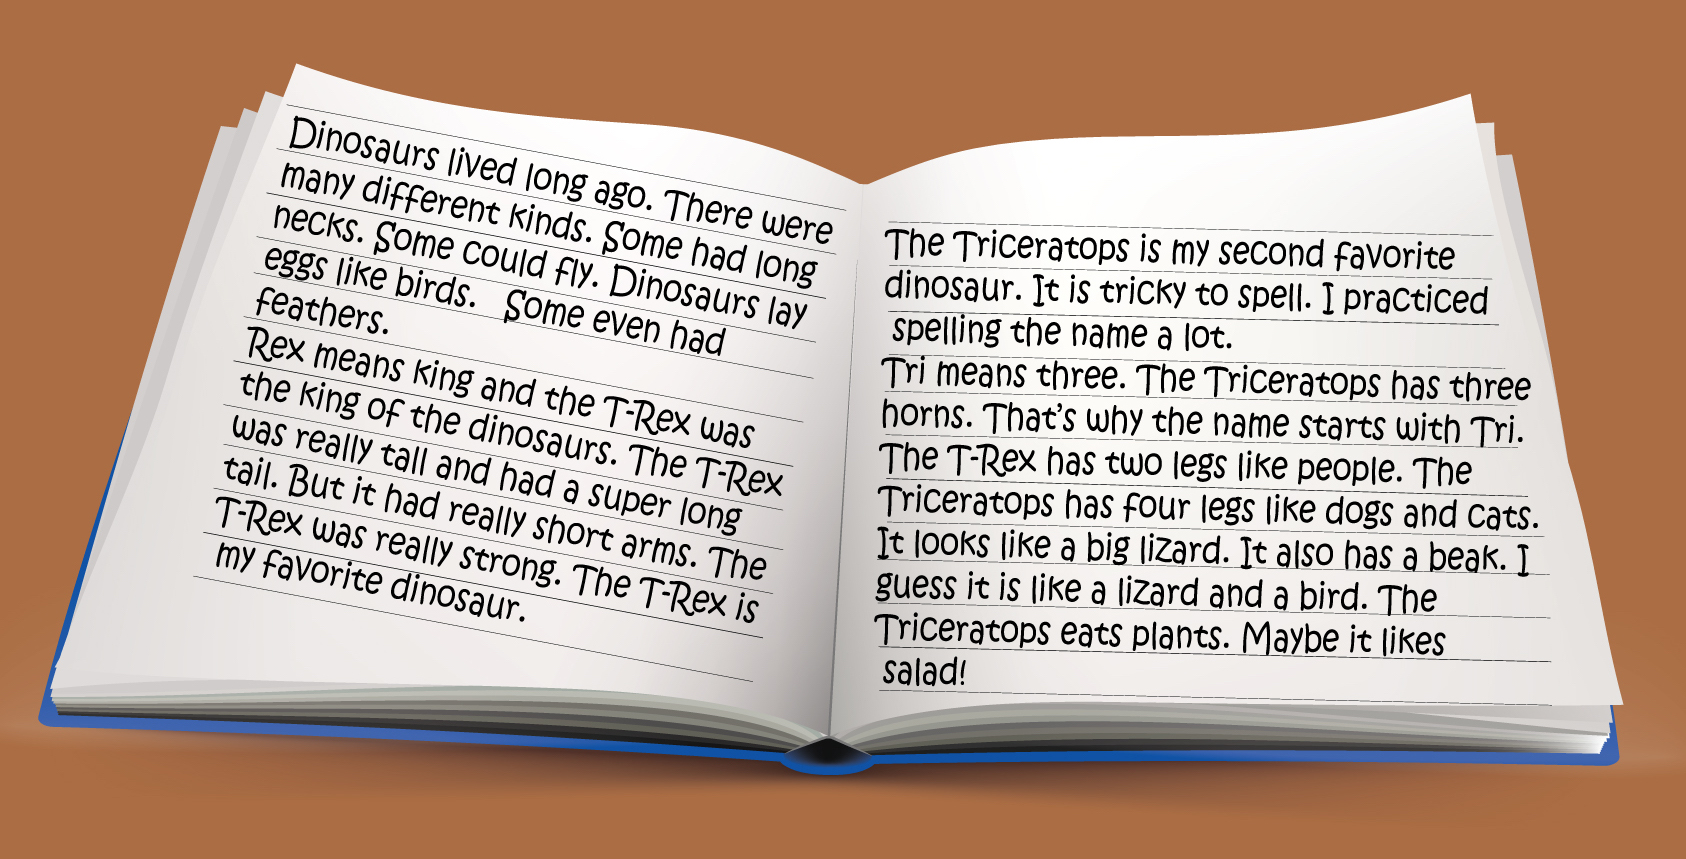 Dinosaurs lived long ago. There were
many different kinds. Some had long
necks. Some could fly. Dinosaurs lay
eggs like birds. Some even had
feathers.
Rex means king and the T-Rex was
the king of the dinosaurs. The T-Rex
was really tall and had a super long
tail. But it had really short arms. The
T-Rex was really strong. The T-Rex is
my favorite dinosaur.
The Triceratops is my second favorite
dinosaur. It is tricky to spell. I practiced
spelling the name a lot.
Tri means three. The Triceratops has three
horns. That's why the name starts with Tri.
The T-Rex has two legs like people. The
Triceratops has four legs like dogs and cats.
It looks like a big lizard. It also has a beak. I
guess it is like a lizard and a bird. The
Triceratops eats plants. Maybe it likes
salad!